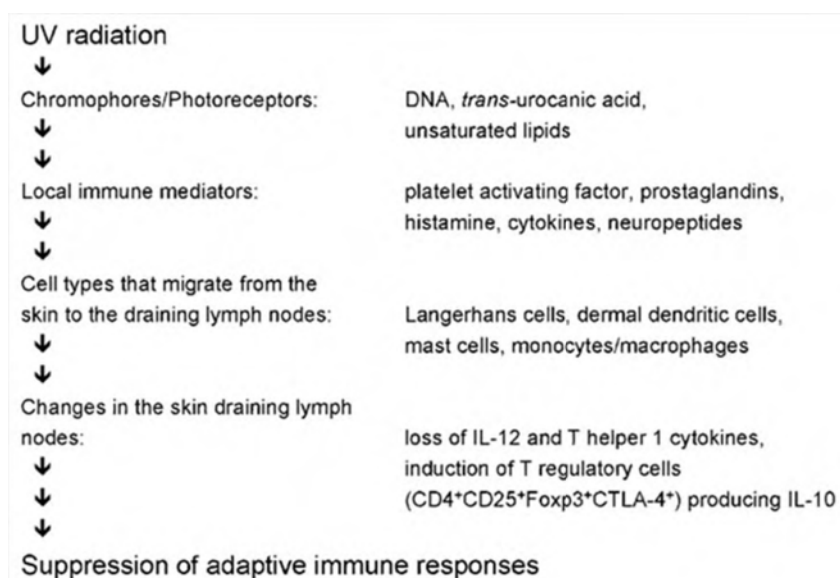 UV radiation
↓
Chromophores/Photoreceptors: DNA, trans-urocanic acid,
↓ unsaturated lipids
↓
Local immune mediators: platelet activating factor, prostaglandins,
↓ histamine, cytokines, neuropeptides
↓
Cell types that migrate from the
skin to the draining lymph nodes: Langerhans cells, dermal dendritic cells,
↓ mast cells, monocytes/macrophages
↓
Changes in the skin draining lymph
nodes: loss of IL-12 and T helper 1 cytokines,
↓ induction of T regulatory cells
↓ (CD4⁺CD25⁺Foxp3⁺CTLA-4⁺) producing IL-10
↓
Suppression of adaptive immune responses